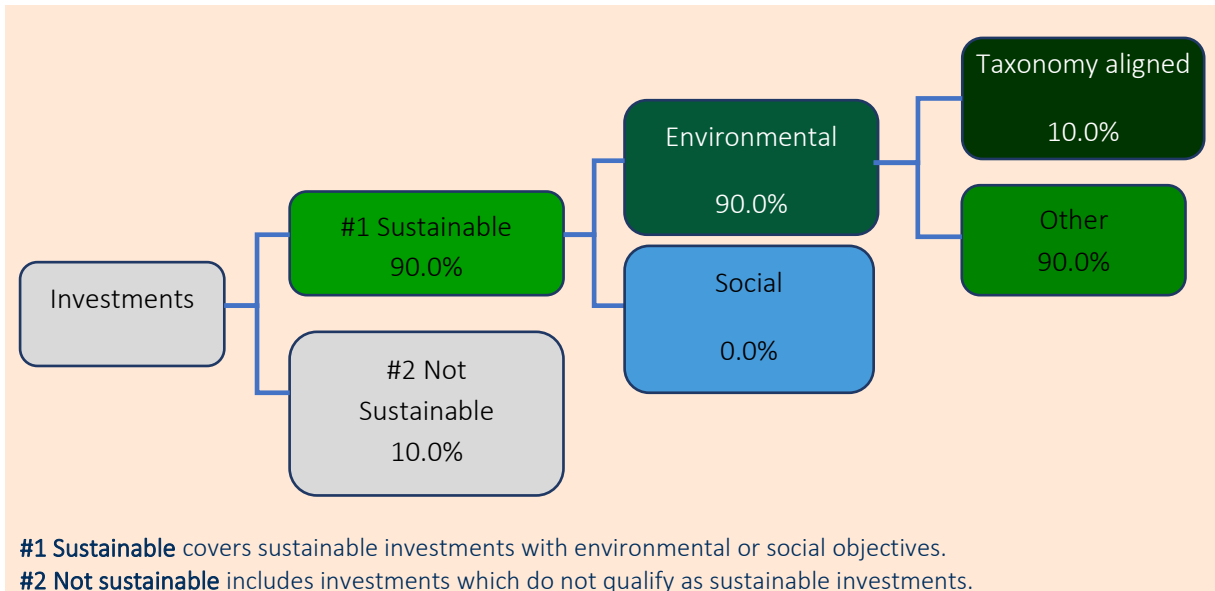 Investments
#1 Sustainable
90.0%
#2 Not
Sustainable
10.0%
Environmental
90.0%
Social
0.0%
Taxonomy aligned
10.0%
Other
90.0%
#1 Sustainable covers sustainable investments with environmental or social objectives.
#2 Not sustainable includes investments which do not qualify as sustainable investments.